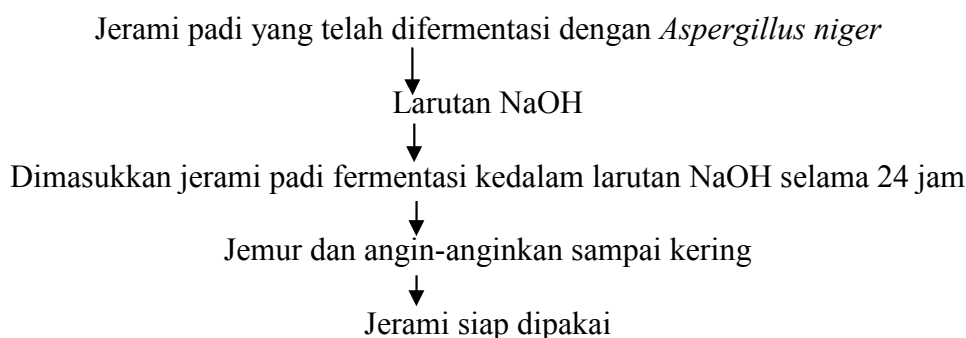 Jerami padi yang telah difermentasi dengan Aspergillus niger
Larutan NaOH
Dimasukkan jerami padi fermentasi kedalam larutan NaOH selama 24 jam
Jemur dan angin-anginkan sampai kering
Jerami siap dipakai